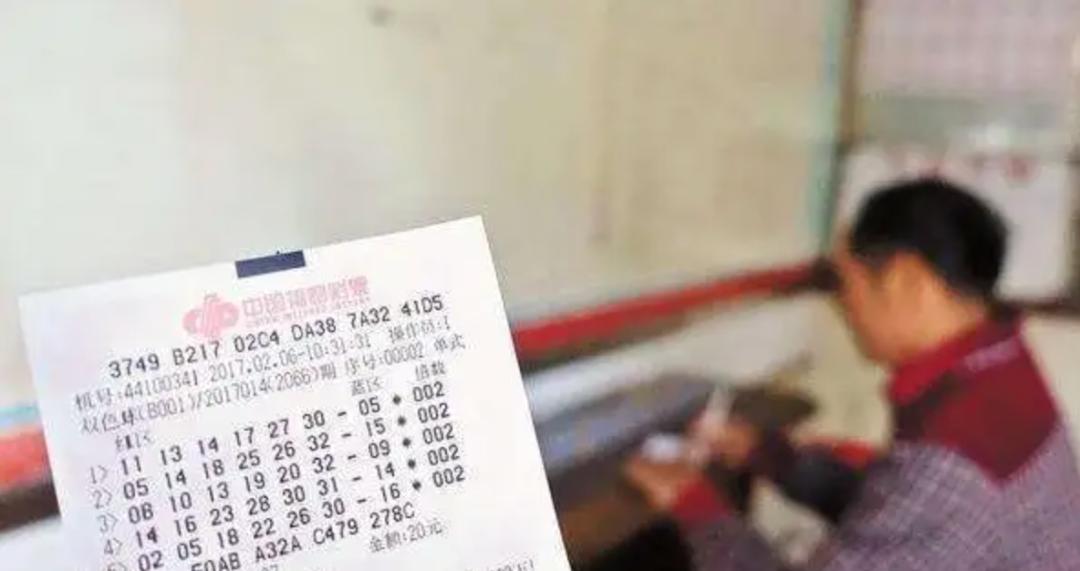 中国福利彩票
3749 B217 02C4 DA38 7A32 41D5
机号:44100341 2017.02.06-10:31:31 操作员:1
双色球(B001)/2017014(2066)期 序号:00002 单式
红区 蓝区 倍数
1> 11 13 14 17 27 30 - 05 * 002
2> 05 14 18 25 26 32 - 15 * 002
3> 08 10 13 19 20 32 - 09 * 002
4> 14 16 23 28 30 31 - 14 * 002
02 05 18 22 26 30 - 16 * 002
A32A C479 278C
金额:20元